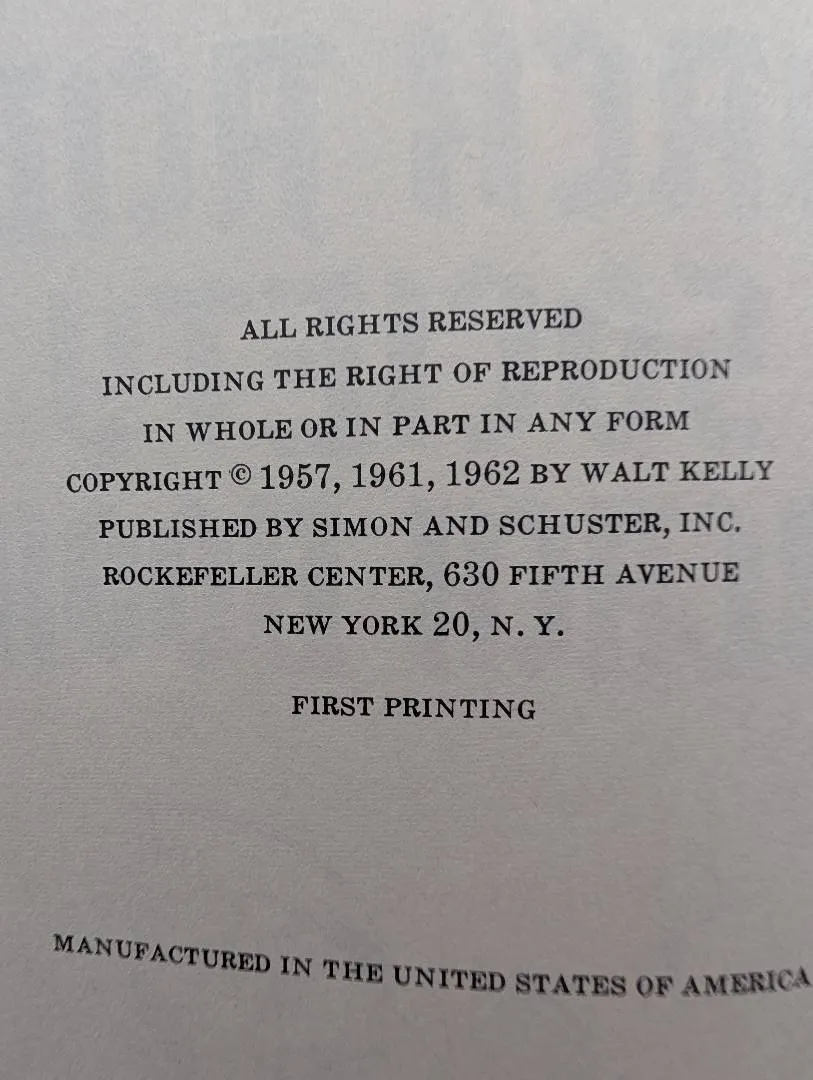 ALL RIGHTS RESERVED
INCLUDING THE RIGHT OF REPRODUCTION
IN WHOLE OR IN PART IN ANY FORM
COPYRIGHT © 1957, 1961, 1962 BY WALT KELLY
PUBLISHED BY SIMON AND SCHUSTER, INC.
ROCKEFELLER CENTER, 630 FIFTH AVENUE
NEW YORK 20, N. Y.
FIRST PRINTING
MANUFACTURED IN THE UNITED STATES OF AMERICA